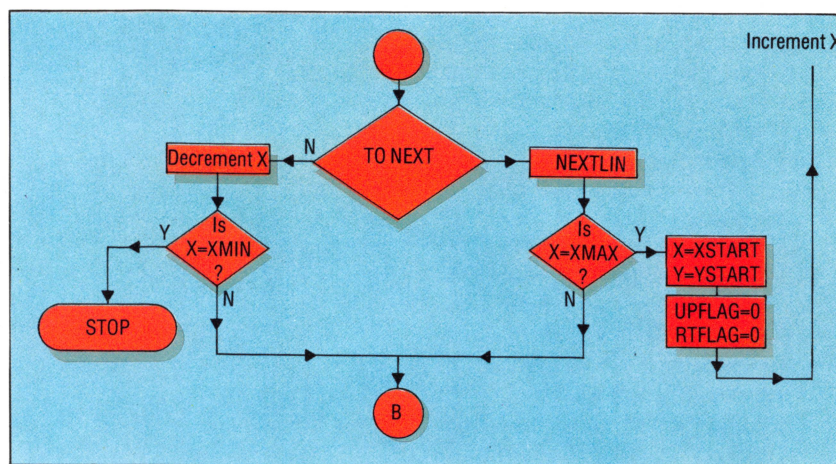 Increment X
TO NEXT
N
Decrement X
NEXTLIN
Y
Is
X=XMIN
?
N
STOP
Is
X=XMAX
?
Y
N
X=XSTART
Y=YSTART
UPFLAG=0
RTFLAG=0
B